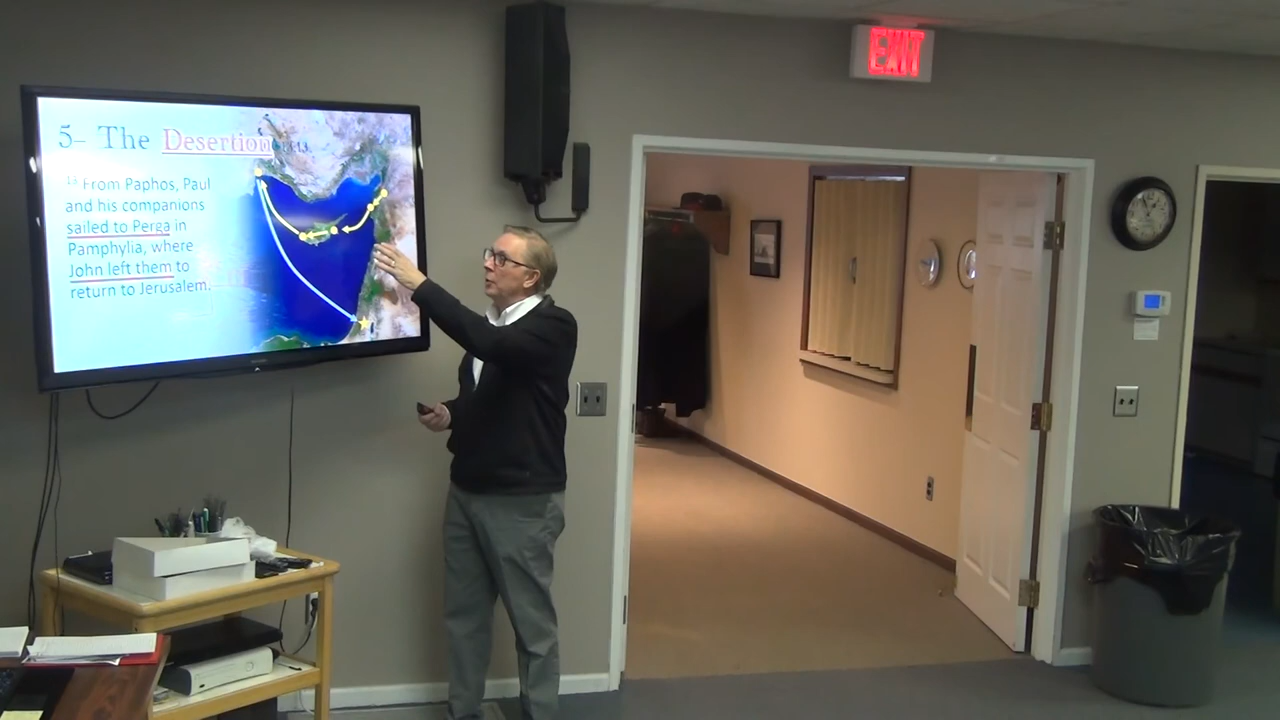 5– The Desertion
13 From Paphos, Paul
and his companions
sailed to Perga in
Pamphylia, where
John left them to
return to Jerusalem.
EXIT